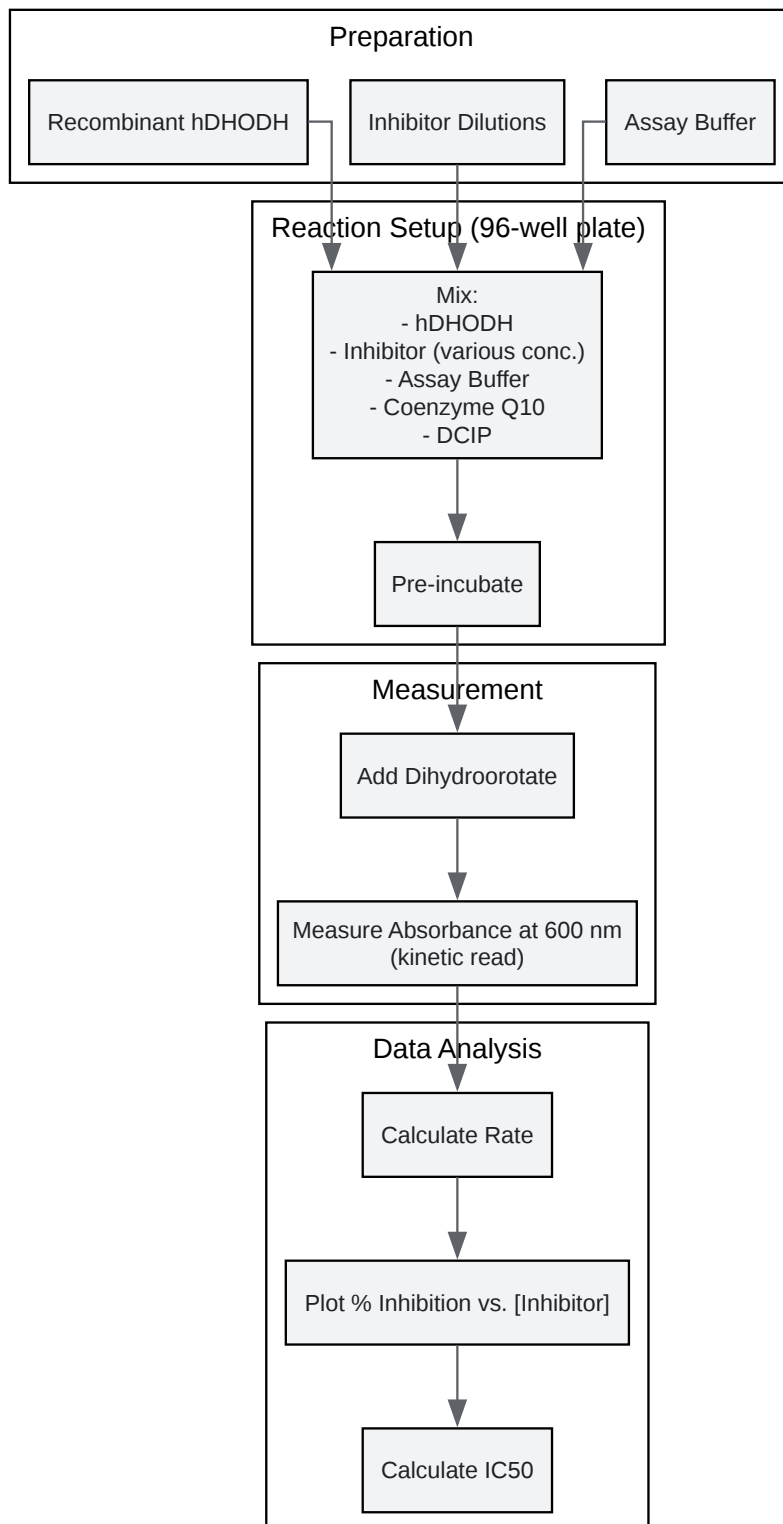 Preparation
Recombinant hDHODH
Inhibitor Dilutions
Assay Buffer
Reaction Setup (96-well plate)
Mix:
- hDHODH
- Inhibitor (various conc.)
- Assay Buffer
- Coenzyme Q10
- DCIP
Pre-incubate
Measurement
Add Dihydroorotate
Measure Absorbance at 600 nm
(kinetic read)
Data Analysis
Calculate Rate
Plot % Inhibition vs. [Inhibitor]
Calculate IC50